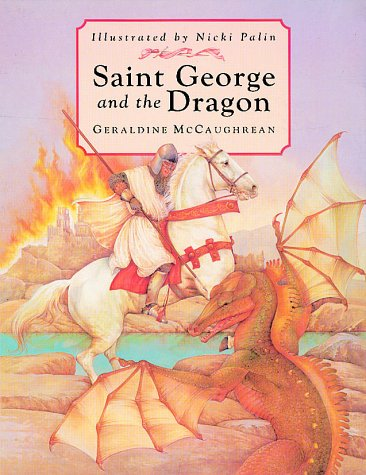 Illustrated by Nicki Palin
Saint George
and the Dragon
GERALDINE MCCAUGHREAN